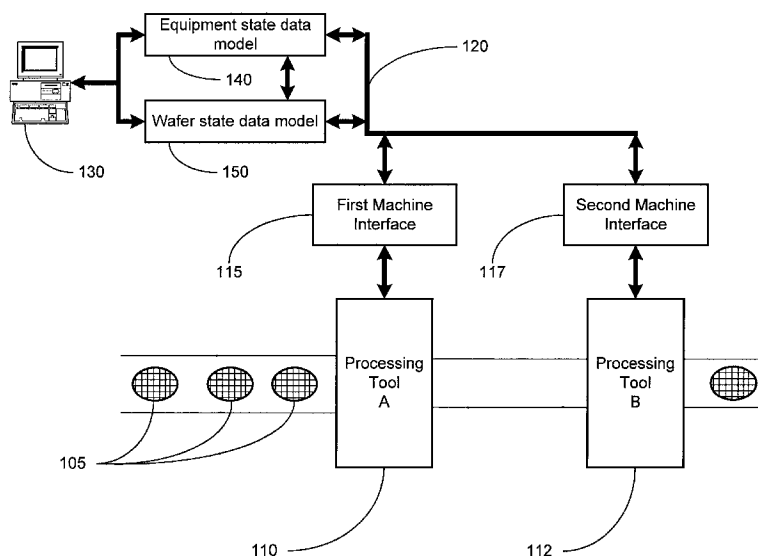 Equipment state data
model
120
140
Wafer state data model
130
150
First Machine
Interface
Second Machine
Interface
115
117
Processing
Tool
A
Processing
Tool
B
105
110
112